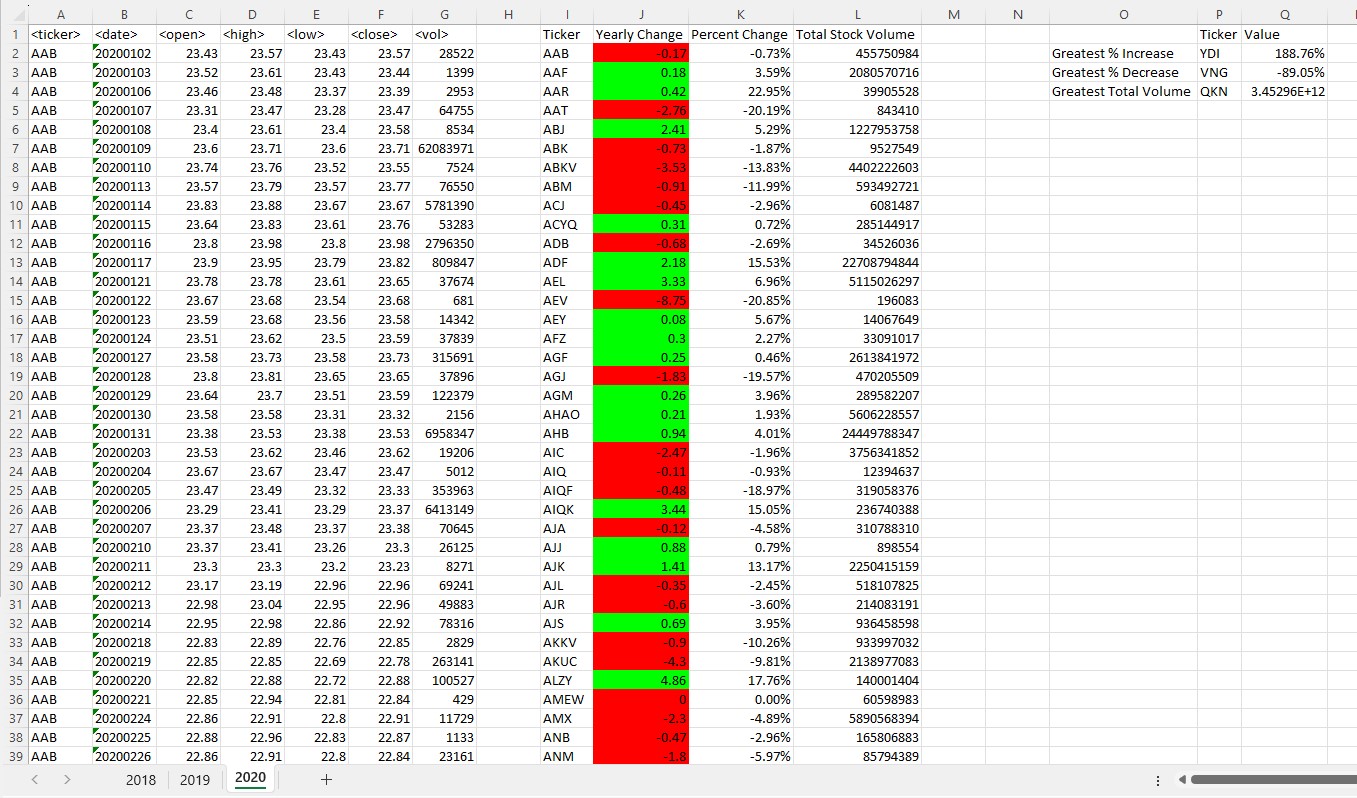 A B C D E F G H I J K L M N O P Q
1 <ticker> <date> <open> <high> <low> <close> <vol> Ticker Yearly Change Percent Change Total Stock Volume Ticker Value
2 AAB 20200102 23.43 23.57 23.43 23.57 28522 AAB -0.17 -0.73% 455750984 Greatest % Increase YDI 188.76%
3 AAB 20200103 23.52 23.61 23.43 23.44 1399 AAF 0.18 3.59% 2080570716 Greatest % Decrease VNG -89.05%
4 AAB 20200106 23.46 23.48 23.37 23.39 2953 AAR 0.42 22.95% 39905528 Greatest Total Volume QKN 3.45296E+12
5 AAB 20200107 23.31 23.47 23.28 23.47 64755 AAT -2.76 -20.19% 843410
6 AAB 20200108 23.4 23.61 23.4 23.58 8534 ABJ 2.41 5.29% 1227953758
7 AAB 20200109 23.6 23.71 23.6 23.71 62083971 ABK -0.73 -1.87% 9527549
8 AAB 20200110 23.74 23.76 23.52 23.55 7524 ABKV -3.53 -13.83% 4402222603
9 AAB 20200113 23.57 23.79 23.57 23.77 76550 ABM -0.91 -11.99% 593492721
10 AAB 20200114 23.83 23.88 23.67 23.67 5781390 ACJ -0.45 -2.96% 6081487
11 AAB 20200115 23.64 23.83 23.61 23.76 53283 ACYQ 0.31 0.72% 285144917
12 AAB 20200116 23.8 23.98 23.8 23.98 2796350 ADB -0.68 -2.69% 34526036
13 AAB 20200117 23.9 23.95 23.79 23.82 809847 ADF 2.18 15.53% 22708794844
14 AAB 20200121 23.78 23.78 23.61 23.65 37674 AEL 3.33 6.96% 5115026297
15 AAB 20200122 23.67 23.68 23.54 23.68 681 AEV -8.75 -20.85% 196083
16 AAB 20200123 23.59 23.68 23.56 23.58 14342 AEY 0.08 5.67% 14067649
17 AAB 20200124 23.51 23.62 23.5 23.59 37839 AFZ 0.3 2.27% 33091017
18 AAB 20200127 23.58 23.73 23.58 23.73 315691 AGF 0.25 0.46% 2613841972
19 AAB 20200128 23.8 23.81 23.65 23.65 37896 AGJ -1.83 -19.57% 470205509
20 AAB 20200129 23.64 23.7 23.51 23.59 122379 AGM 0.26 3.96% 289582207
21 AAB 20200130 23.58 23.58 23.31 23.32 2156 AHAO 0.21 1.93% 5606228557
22 AAB 20200131 23.38 23.53 23.38 23.53 6958347 AHB 0.94 4.01% 24449788347
23 AAB 20200203 23.53 23.62 23.46 23.62 19206 AIC -2.47 -1.96% 3756341852
24 AAB 20200204 23.67 23.67 23.47 23.47 5012 AIQ -0.11 -0.93% 12394637
25 AAB 20200205 23.47 23.49 23.32 23.33 353963 AIQF -0.48 -18.97% 319058376
26 AAB 20200206 23.29 23.41 23.29 23.37 6413149 AIQK 3.44 15.05% 236740388
27 AAB 20200207 23.37 23.48 23.37 23.38 70645 AJA -0.12 -4.58% 310788310
28 AAB 20200210 23.37 23.41 23.26 23.3 26125 AJJ 0.88 0.79% 898554
29 AAB 20200211 23.3 23.3 23.2 23.23 8271 AJK 1.41 13.17% 2250415159
30 AAB 20200212 23.17 23.19 22.96 22.96 69241 AJL -0.35 -2.45% 518107825
31 AAB 20200213 22.98 23.04 22.95 22.96 49883 AJR -0.6 -3.60% 214083191
32 AAB 20200214 22.95 22.98 22.86 22.92 78316 AJS 0.69 3.95% 936458598
33 AAB 20200218 22.83 22.89 22.76 22.85 2829 AKKV -0.9 -10.26% 933997032
34 AAB 20200219 22.85 22.85 22.69 22.78 263141 AKUC -4.3 -9.81% 2138977083
35 AAB 20200220 22.82 22.88 22.72 22.88 100527 ALZY 4.86 17.76% 140001404
36 AAB 20200221 22.85 22.94 22.81 22.84 429 AMEW 0 0.00% 60598983
37 AAB 20200224 22.86 22.91 22.8 22.91 11729 AMX -2.3 -4.89% 5890568394
38 AAB 20200225 22.88 22.96 22.83 22.87 1133 ANB -0.47 -2.96% 165806883
39 AAB 20200226 22.86 22.91 22.8 22.84 23161 ANM -1.8 -5.97% 85794389
2018 2019 2020 +